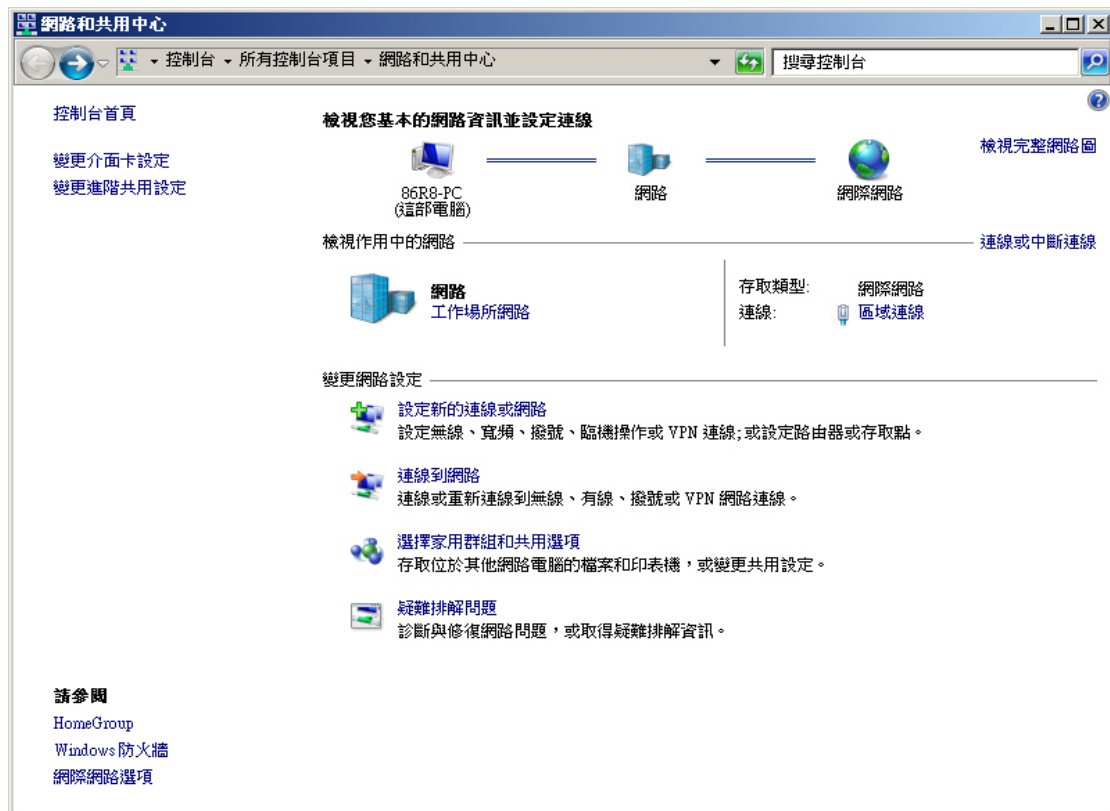 網路和共用中心
控制台 所有控制台項目 網路和共用中心
搜尋控制台
控制台首頁
變更介面卡設定
變更進階共用設定
檢視您基本的網路資訊並設定連線
檢視完整網路圖
86R8-PC
(這部電腦)
網路
網際網路
檢視作用中的網路
連線或中斷連線
網路
工作場所網路
存取類型: 網際網路
連線: 區域連線
變更網路設定
設定新的連線或網路
設定無線、寬頻、撥號、臨機操作或 VPN 連線;或設定路由器或存取點。
連線到網路
連線或重新連線到無線、有線、撥號或 VPN 網路連線。
選擇家用群組和共用選項
存取位於其他網路電腦的檔案和印表機，或變更共用設定。
疑難排解問題
診斷與修復網路問題，或取得疑難排解資訊。
請參閱
HomeGroup
Windows 防火牆
網際網路選項